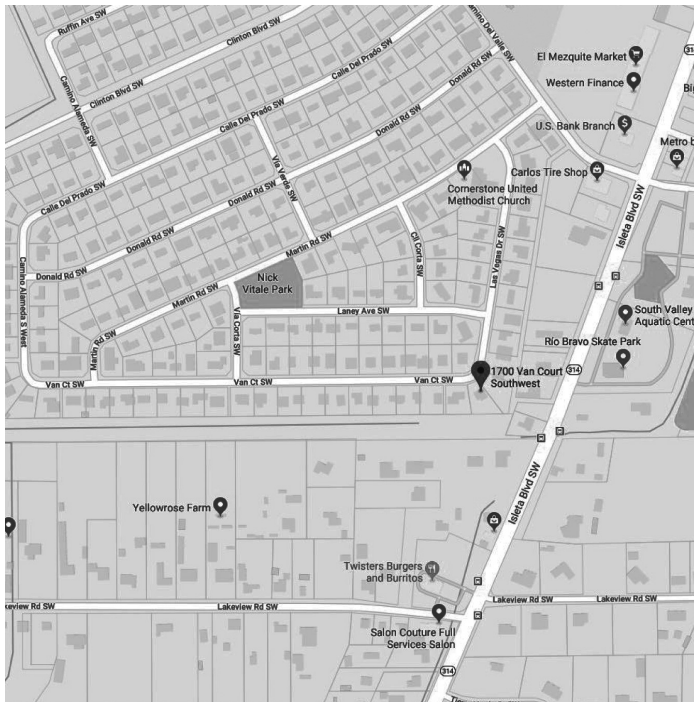 Ruffin Ave SW
Clinton Blvd SW
Camino Del Valle SW
El Mezquite Market
Western Finance
Camino Alameda SW
Clinton Blvd SW
Calle Del Prado SW
Donald Rd SW
U.S. Bank Branch
Calle Del Prado SW
Donald Rd SW
Via Verde SW
Carlos Tire Shop
Cornerstone United
Methodist Church
Isleta Blvd SW
Calle Del Prado SW
Donald Rd SW
Martin Rd SW
Cll Corta SW
Las Vegas Dr SW
Camino Alameda S West
Donald Rd SW
Nick
Vitale Park
Martin Rd SW
Laney Ave SW
South Valley
Martin Rd SW
Via Corta SW
Río Bravo Skate Park
1700 Van Court
Southwest
314
Van Ct SW
Van Ct SW
Van Ct SW
Isleta Blvd SW
Yellowrose Farm
Twisters Burgers
and Burritos
Lakeview Rd SW
Lakeview Rd SW
Lakeview Rd SW
Salon Couture Full
Services Salon
314